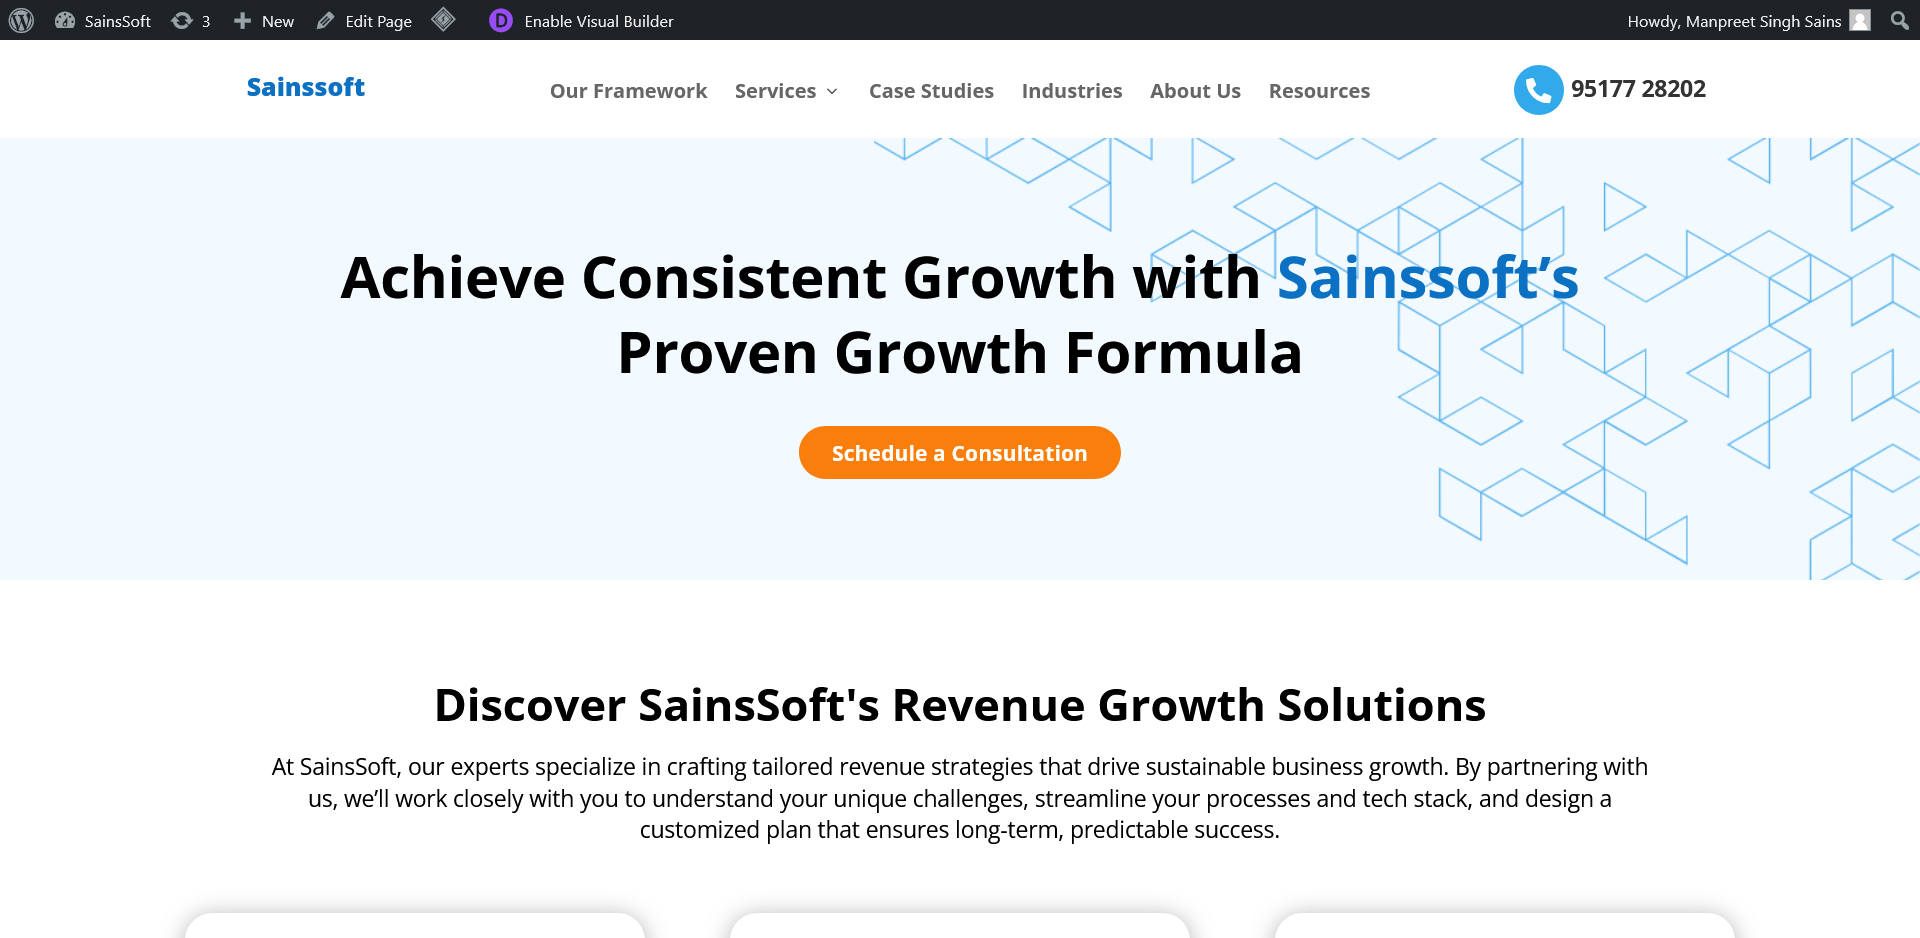 SainsSoft 3 New Edit Page D Enable Visual Builder Howdy, Manpreet Singh Sains
Sainssoft Our Framework Services Case Studies Industries About Us Resources 95177 28202
Achieve Consistent Growth with Sainssoft’s
Proven Growth Formula
Schedule a Consultation
Discover SainsSoft's Revenue Growth Solutions
At SainsSoft, our experts specialize in crafting tailored revenue strategies that drive sustainable business growth. By partnering with
us, we’ll work closely with you to understand your unique challenges, streamline your processes and tech stack, and design a
customized plan that ensures long-term, predictable success.